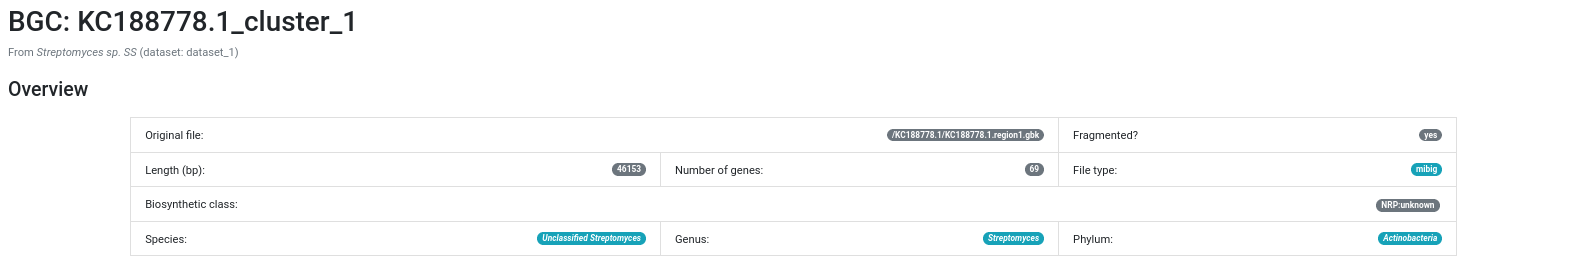 BGC: KC188778.1_cluster_1
From Streptomyces sp. SS (dataset: dataset_1)
Overview
Original file: /KC188778.1/KC188778.1.region1.gbk Fragmented? yes
Length (bp): 46153 Number of genes: 69 File type: mibig
Biosynthetic class: NRP:unknown
Species: Unclassified Streptomyces Genus: Streptomyces Phylum: Actinobacteria